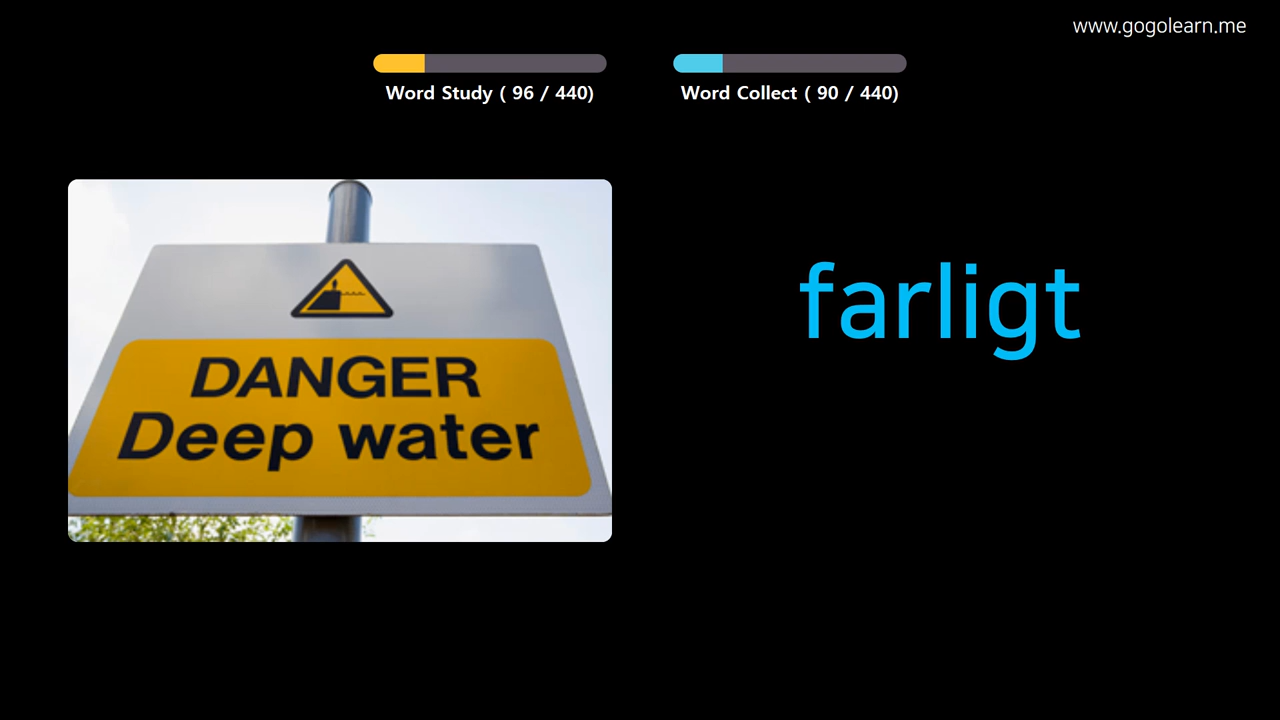 www.gogolearn.me
Word Study ( 96 / 440)
Word Collect ( 90 / 440)
DANGER
Deep water
farligt